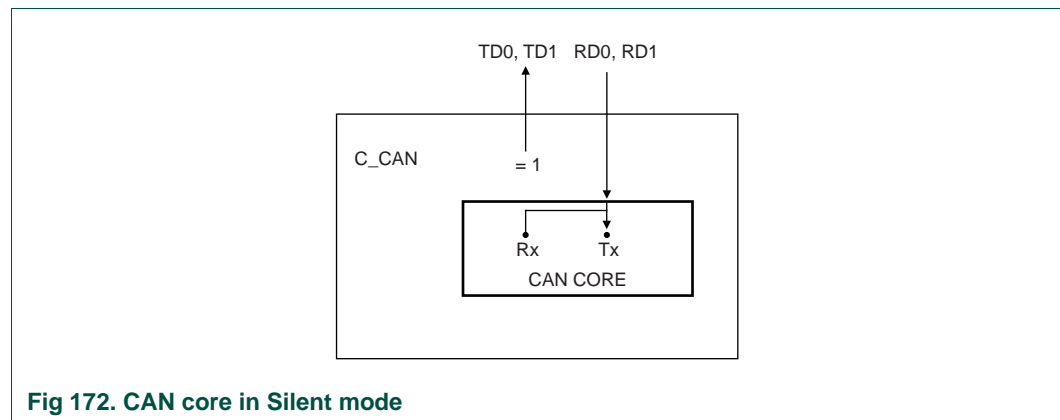 TD0, TD1 RD0, RD1
C_CAN
= 1
Rx Tx
CAN CORE
Fig 172. CAN core in Silent mode